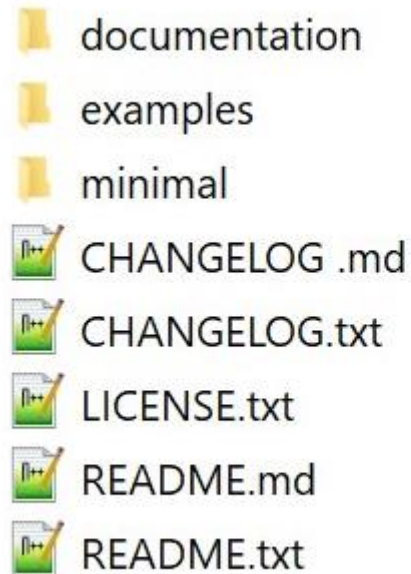 documentation
examples
minimal
CHANGELOG .md
CHANGELOG.txt
LICENSE.txt
README.md
README.txt